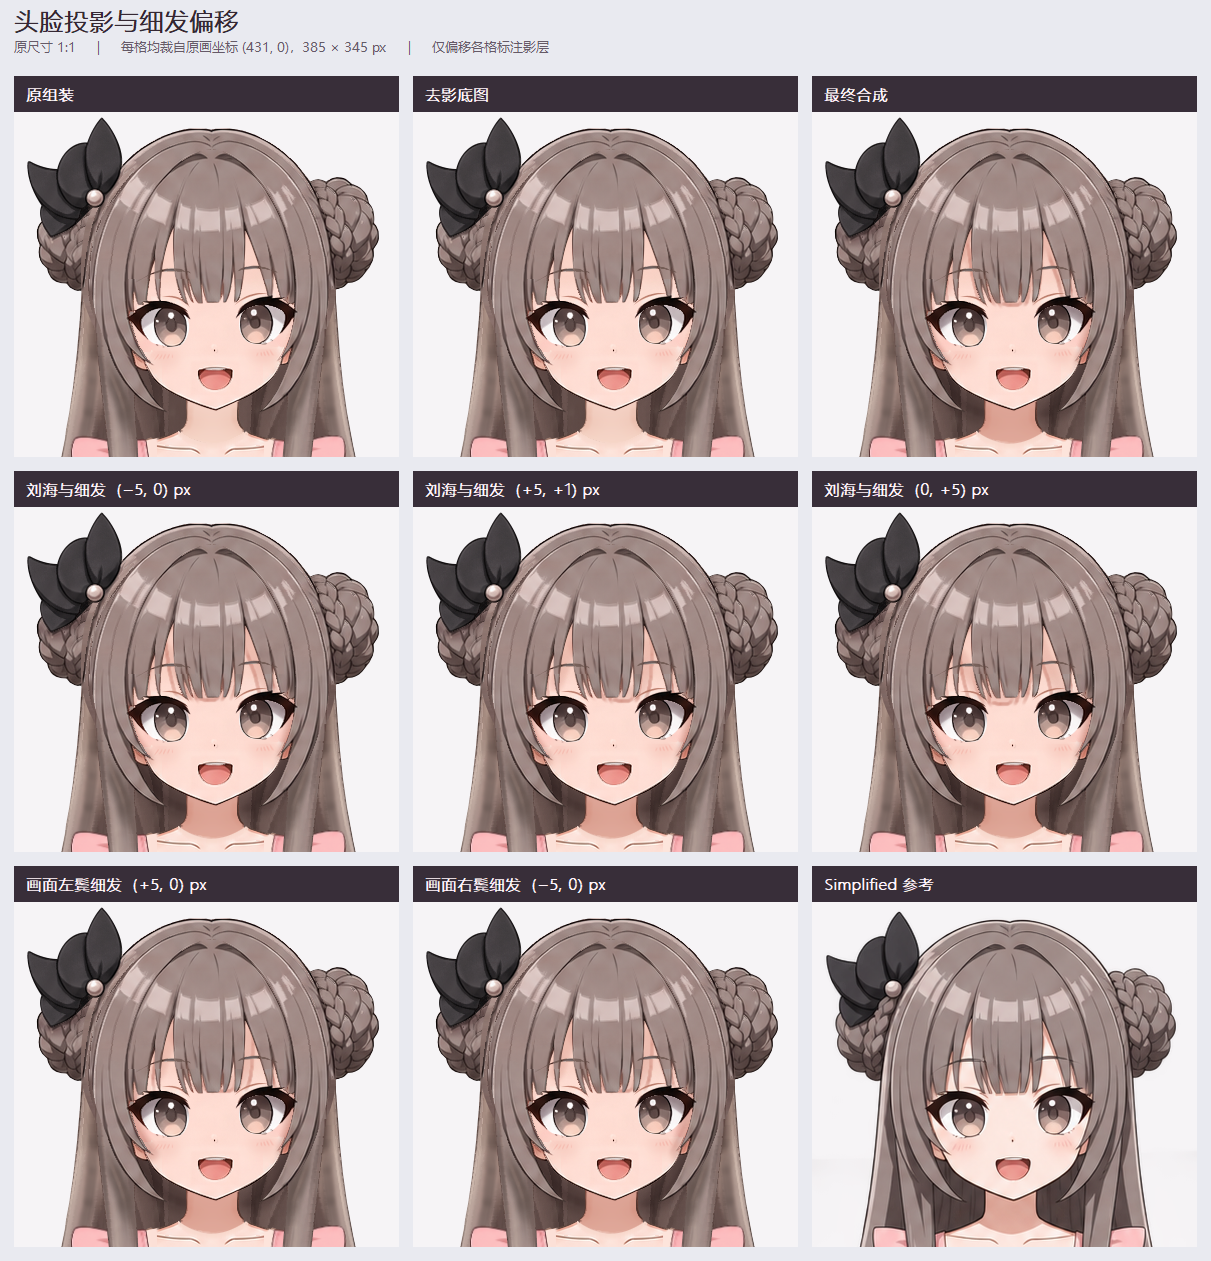 头脸投影与细发偏移
原尺寸 1:1 | 每格均裁自原画坐标 (431, 0)，385 × 345 px | 仅偏移各格标注影层
原组装
去影底图
最终合成
刘海与细发 (−5, 0) px
刘海与细发 (+5, +1) px
刘海与细发 (0, +5) px
画面左鬓细发 (+5, 0) px
画面右鬓细发 (−5, 0) px
Simplified 参考